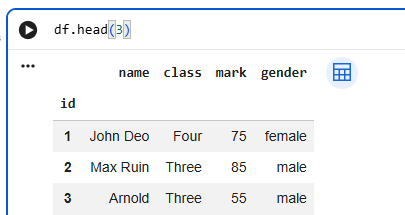 df.head(3)
name class mark gender
id
1 John Deo Four 75 female
2 Max Ruin Three 85 male
3 Arnold Three 55 male